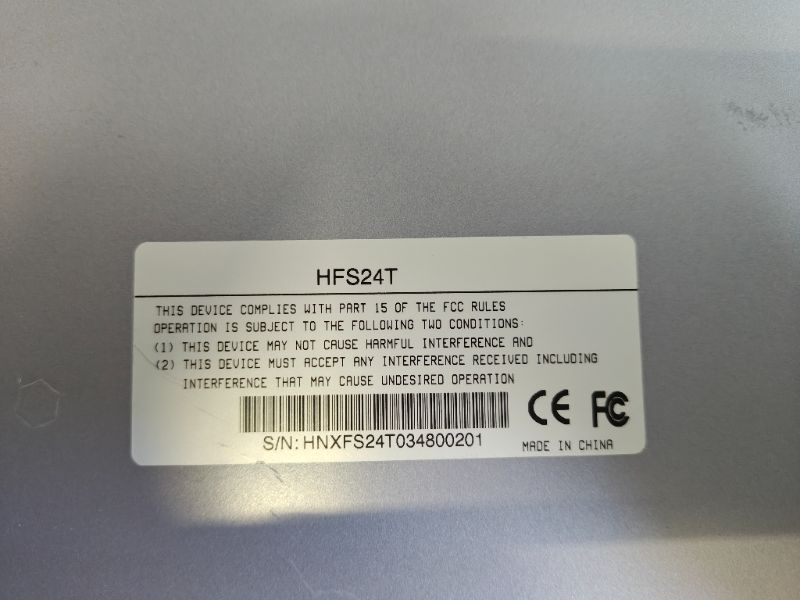 HFS24T
THIS DEVICE COMPLIES WITH PART 15 OF THE FCC RULES
OPERATION IS SUBJECT TO THE FOLLOWING TWO CONDITIONS:
(1) THIS DEVICE MAY NOT CAUSE HARMFUL INTERFERENCE AND
(2) THIS DEVICE MUST ACCEPT ANY INTERFERENCE RECEIVED INCLUDING
INTERFERENCE THAT MAY CAUSE UNDESIRED OPERATION
CE FC
S/N: HNXFS24T034800201
MADE IN CHINA